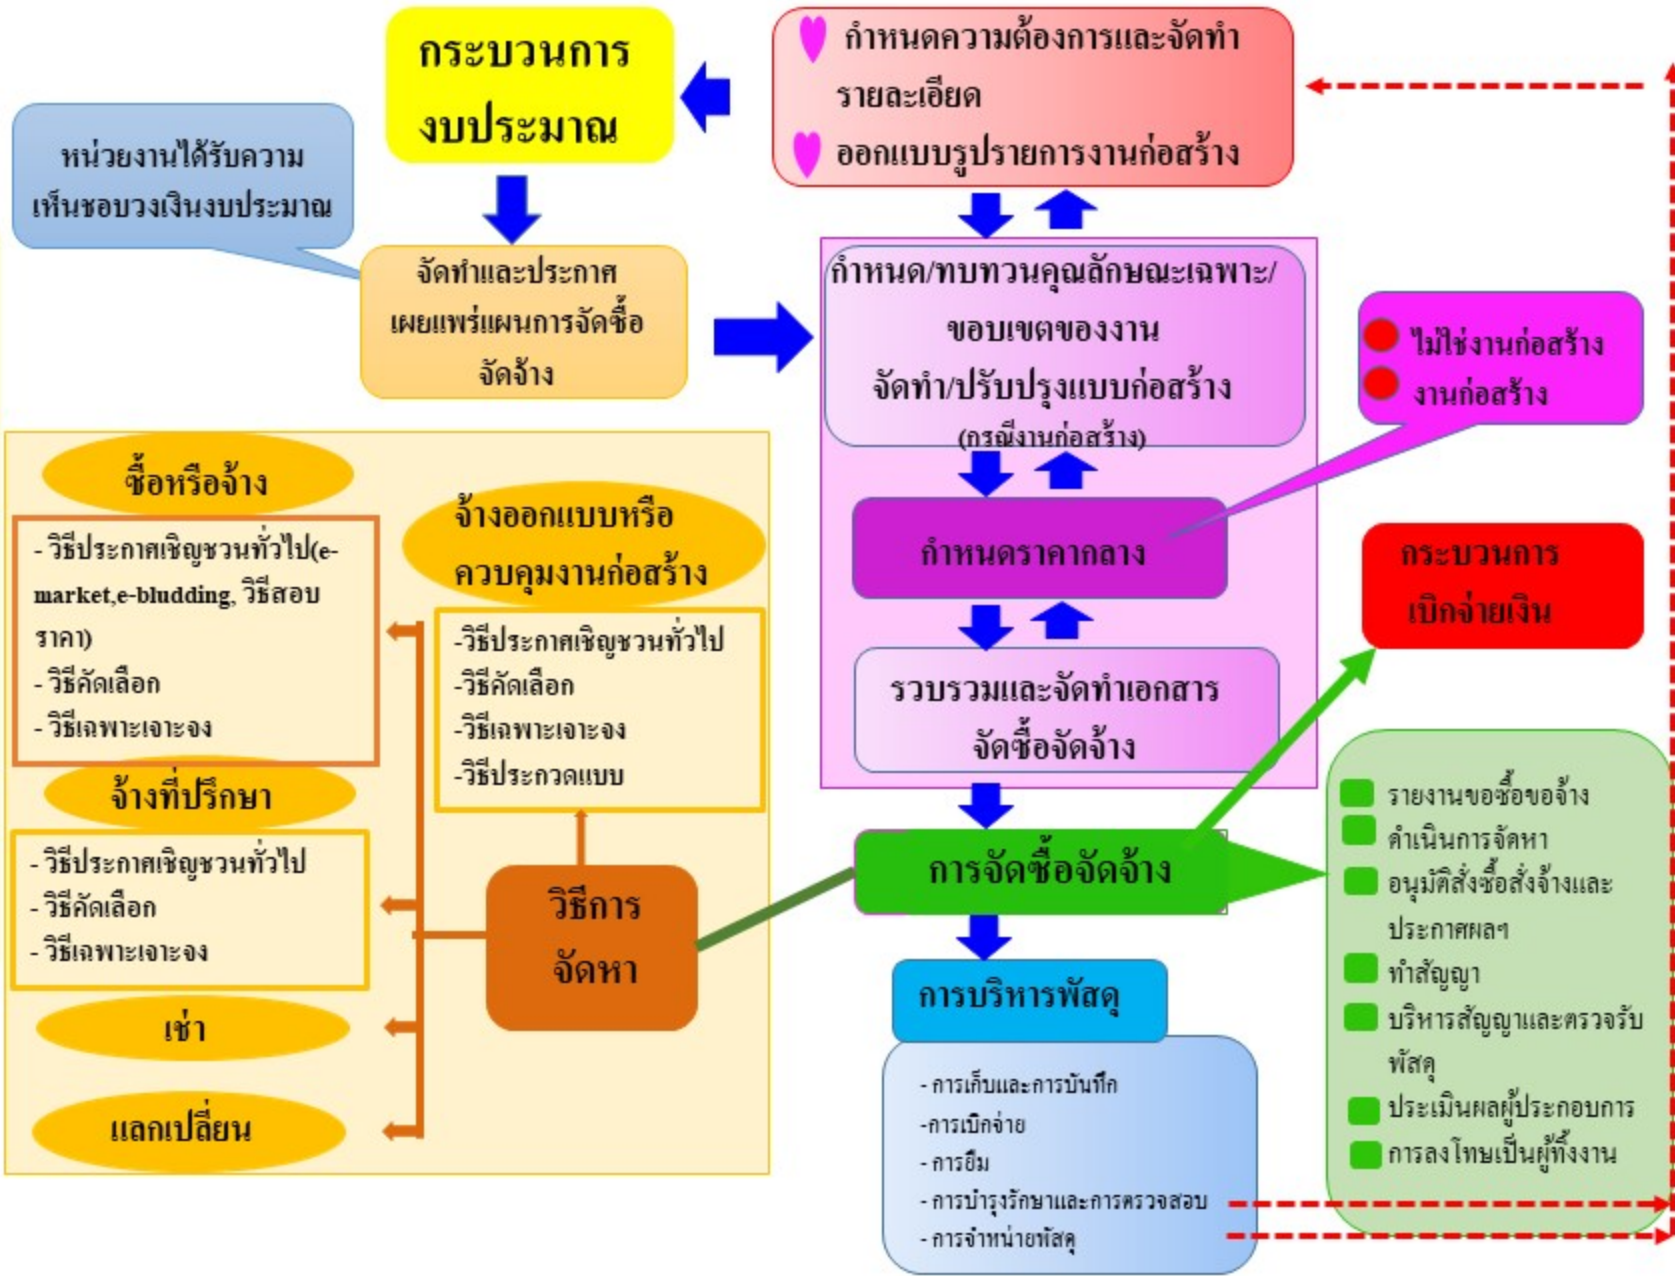 กระบวนการ
งบประมาณ
กำหนดความต้องการและจัดทำ
รายละเอียด
ออกแบบรูปรายการงานก่อสร้าง
หน่วยงานได้รับความ
เห็นชอบวงเงินงบประมาณ
จัดทำและประกาศ
เผยแพร่แผนการจัดซื้อ
จัดจ้าง
กำหนด/ทบทวนคุณลักษณะเฉพาะ/
ขอบเขตของงาน
จัดทำ/ปรับปรุงแบบก่อสร้าง
(กรณีงานก่อสร้าง)
ไม่ใช่งานก่อสร้าง
งานก่อสร้าง
กำหนดราคากลาง
รวบรวมและจัดทำเอกสาร
จัดซื้อจัดจ้าง
กระบวนการ
เบิกจ่ายเงิน
ซื้อหรือจ้าง
- วิธีประกาศเชิญชวนทั่วไป(e-
market,e-bludding, วิธีสอบ
ราคา)
- วิธีคัดเลือก
- วิธีเฉพาะเจาะจง
จ้างออกแบบหรือ
ควบคุมงานก่อสร้าง
-วิธีประกาศเชิญชวนทั่วไป
-วิธีคัดเลือก
-วิธีเฉพาะเจาะจง
-วิธีประกวดแบบ
จ้างที่ปรึกษา
- วิธีประกาศเชิญชวนทั่วไป
- วิธีคัดเลือก
- วิธีเฉพาะเจาะจง
เช่า
แลกเปลี่ยน
วิธีการ
จัดหา
การจัดซื้อจัดจ้าง
รายงานขอซื้อขอจ้าง
ดำเนินการจัดหา
อนุมัติสั่งซื้อสั่งจ้างและ
ประกาศผลฯ
ทำสัญญา
บริหารสัญญาและตรวจรับ
พัสดุ
ประเมินผลผู้ประกอบการ
การลงโทษเป็นผู้ทิ้งงาน
การบริหารพัสดุ
- การเก็บและการบันทึก
-การเบิกจ่าย
- การยืม
- การบำรุงรักษาและการตรวจสอบ
- การจำหน่ายพัสดุ